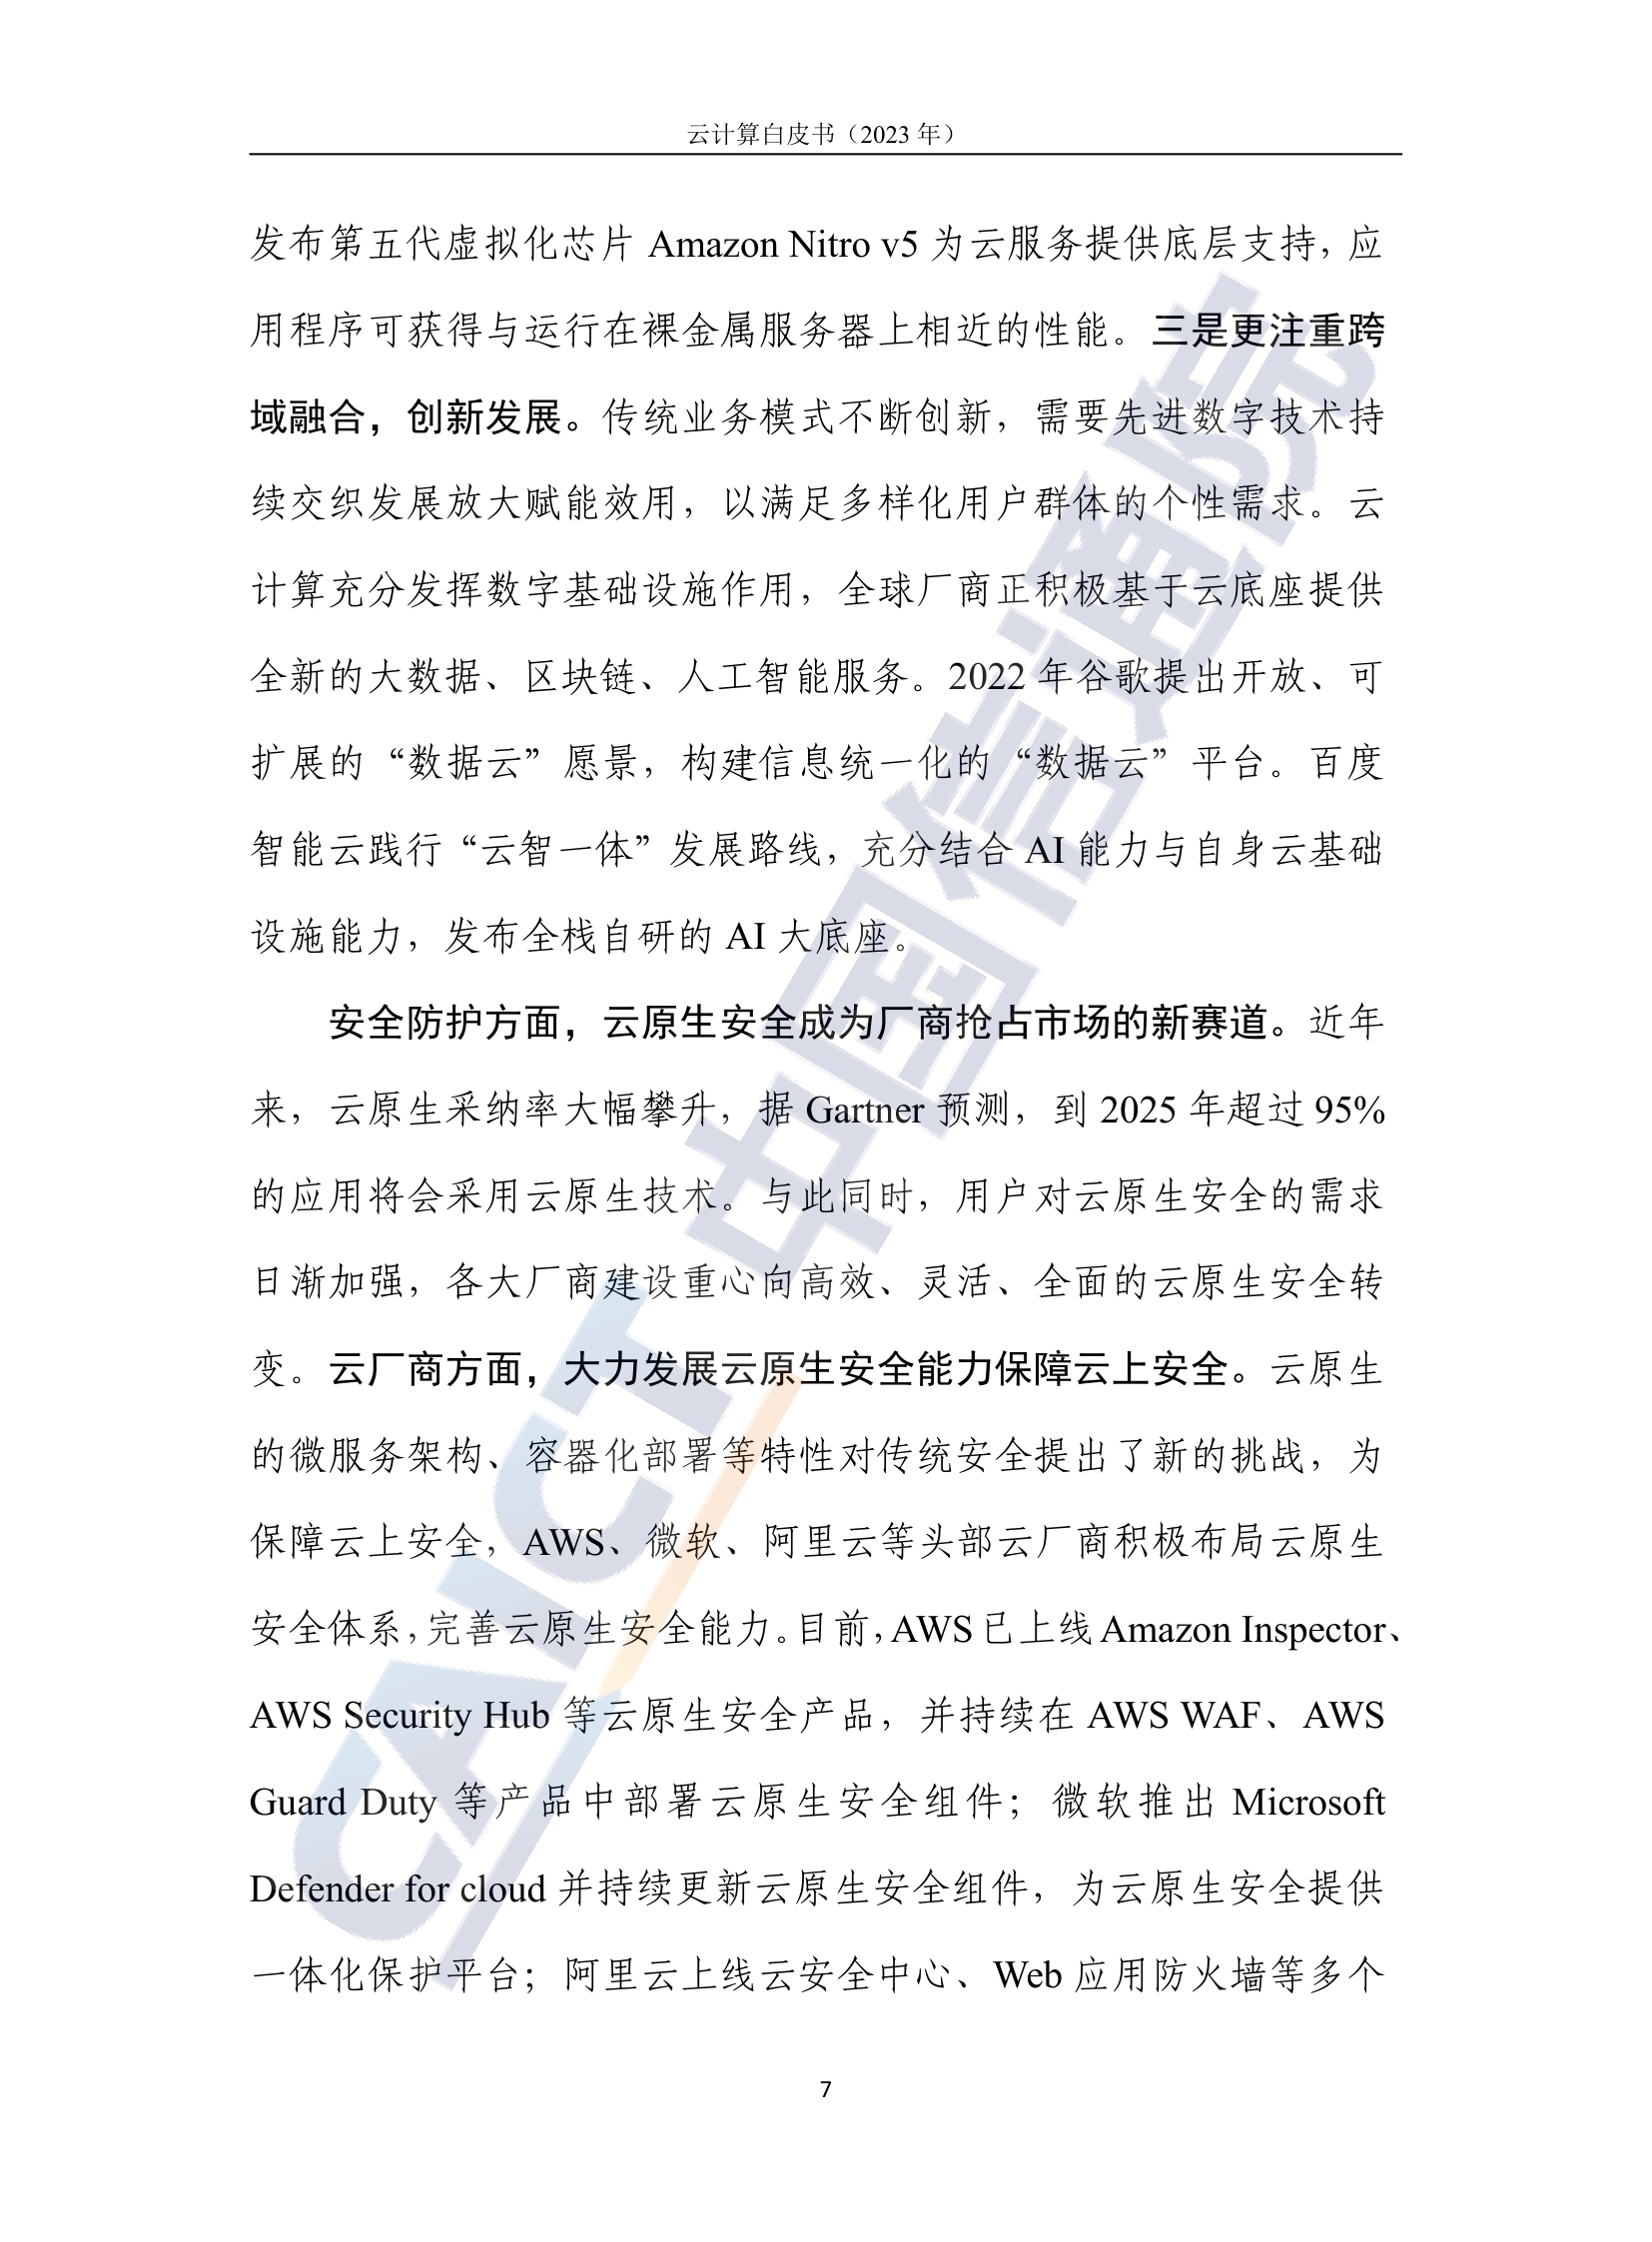 云计算白皮书（2023 年）
发布第五代虚拟化芯片 Amazon Nitro v5 为云服务提供底层支持，应
用程序可获得与运行在裸金属服务器上相近的性能。三是更注重跨
域融合，创新发展。传统业务模式不断创新，需要先进数字技术持
续交织发展放大赋能效用，以满足多样化用户群体的个性需求。云
计算充分发挥数字基础设施作用，全球厂商正积极基于云底座提供
全新的大数据、区块链、人工智能服务。2022 年谷歌提出开放、可
扩展的“数据云”愿景，构建信息统一化的“数据云”平台。百度
智能云践行“云智一体”发展路线，充分结合 AI 能力与自身云基础
设施能力，发布全栈自研的 AI 大底座。
安全防护方面，云原生安全成为厂商抢占市场的新赛道。近年
来，云原生采纳率大幅攀升，据 Gartner 预测，到 2025 年超过 95%
的应用将会采用云原生技术。与此同时，用户对云原生安全的需求
日渐加强，各大厂商建设重心向高效、灵活、全面的云原生安全转
变。云厂商方面，大力发展云原生安全能力保障云上安全。云原生
的微服务架构、容器化部署等特性对传统安全提出了新的挑战，为
保障云上安全，AWS、微软、阿里云等头部云厂商积极布局云原生
安全体系，完善云原生安全能力。目前，AWS 已上线 Amazon Inspector、
AWS Security Hub 等云原生安全产品，并持续在 AWS WAF、AWS
Guard Duty 等产品中部署云原生安全组件；微软推出 Microsoft
Defender for cloud 并持续更新云原生安全组件，为云原生安全提供
一体化保护平台；阿里云上线云安全中心、Web 应用防火墙等多个
7
CAICT 中国信通院